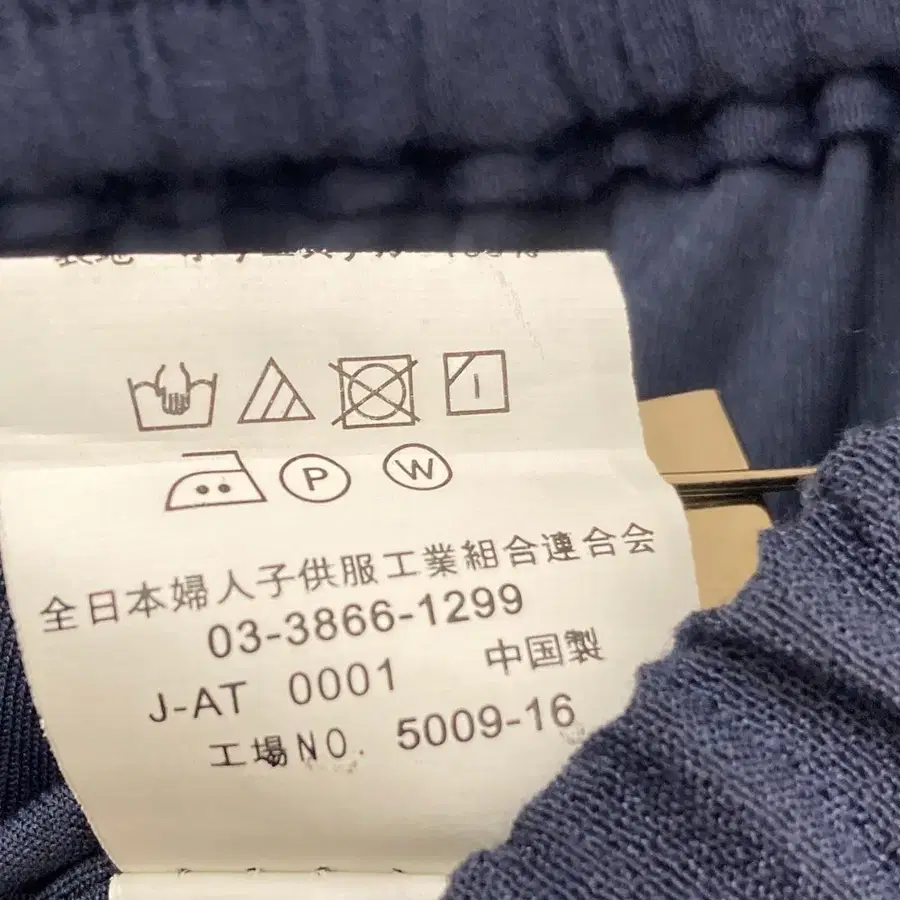 P W
全日本婦人子供服工業組合連合会
03-3866-1299
J-AT 0001 中国製
工場NO. 5009-16